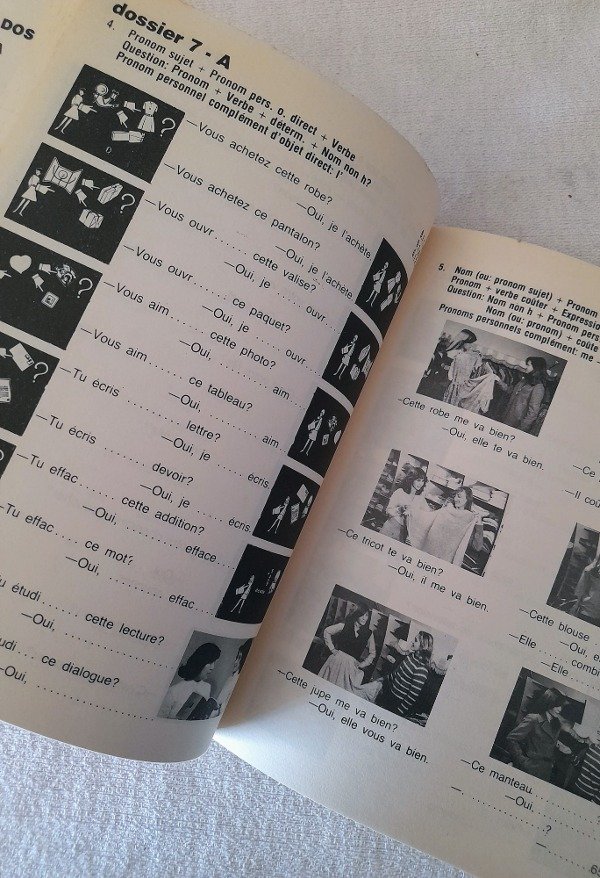 DOS
A
dossier 7 - A
4. Pronom sujet + Pronom pers. o. direct + Verbe
Question: Pronom + Verbe + déterm. + Nom non h?
Pronom personnel complément d'objet direct: l'
—Vous achetez cette robe?
—Oui, je l'achète
—Vous achetez ce pantalon?
—Oui, je l'achète
—Vous ouvr...... cette valise?
—Oui, je .... ouvr....
—Vous ouvr...... ce paquet?
—Oui, je .... ouvr....
—Vous aim...... cette photo?
—Oui, .......... aim....
—Vous aim...... ce tableau?
—Oui, .......... aim....
—Tu écris ........ lettre?
—Oui, je .... écris.
—Tu écris ........ devoir?
—Oui, je .... écris.
—Tu effac...... cette addition?
—Oui, .......... efface
—Tu effac...... ce mot?
—Oui, .......... effac....
étudi...... cette lecture?
—Oui, ..................
ce dialogue?
—Oui, ..................
5. Nom (ou: pronom sujet) + Pronom
Pronom + verbe coûter +
Question: Nom non h + Pronom pers
Nom (ou: pronom) + coûte
Pronoms personnels complément: me –
—Cette robe me va bien?
—Oui, elle te va bien.
—Ce tricot te va bien?
—Oui, il me va bien.
—Cette jupe me va bien?
—Oui, elle vous va bien.
—Ce
—Il
—Cette blouse
—Oui,
—Elle .....
—Elle ....
—Ce manteau.........?
—Oui, ..........
— ..............?
— ..........